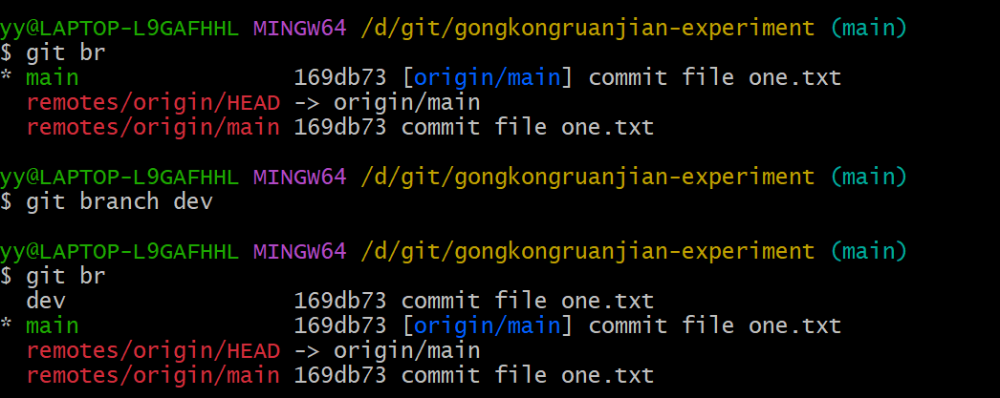 yy@LAPTOP-L9GAFHHL MINGW64 /d/git/gongkongruanjian-experiment (main)
$ git br
* main 169db73 [origin/main] commit file one.txt
remotes/origin/HEAD -> origin/main
remotes/origin/main 169db73 commit file one.txt
yy@LAPTOP-L9GAFHHL MINGW64 /d/git/gongkongruanjian-experiment (main)
$ git branch dev
yy@LAPTOP-L9GAFHHL MINGW64 /d/git/gongkongruanjian-experiment (main)
$ git br
dev 169db73 commit file one.txt
* main 169db73 [origin/main] commit file one.txt
remotes/origin/HEAD -> origin/main
remotes/origin/main 169db73 commit file one.txt